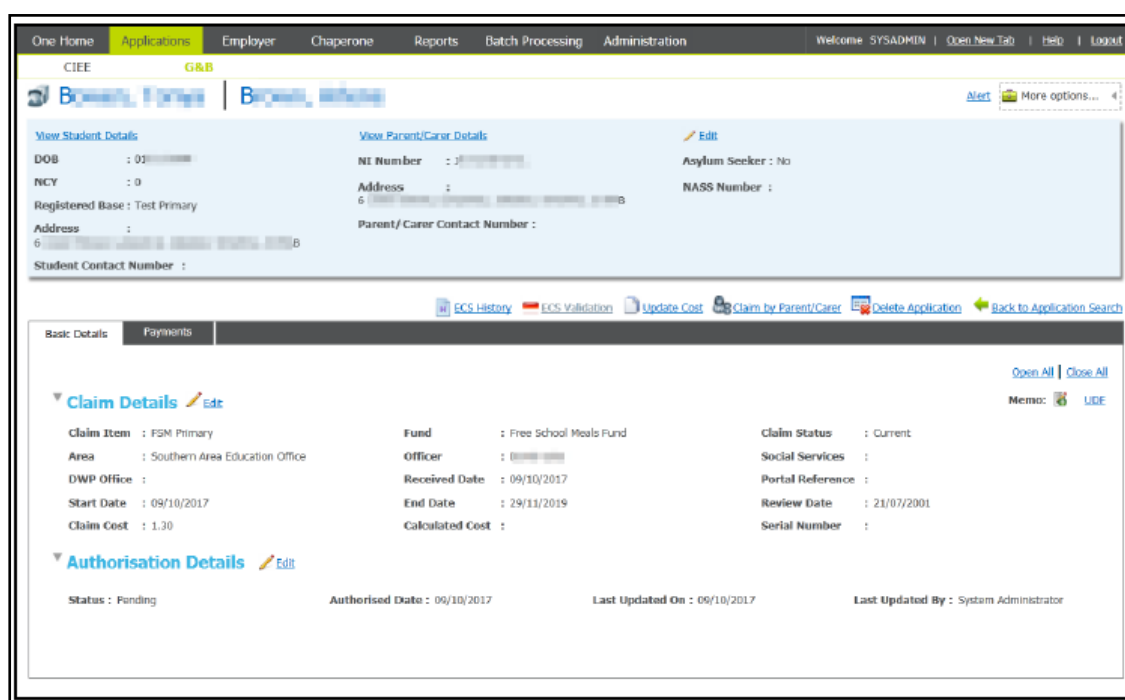 One Home Applications Employer Chaperone Reports Batch Processing Administration Welcome SYSADMIN | Open New Tab | Help | Logout
CIEE G&B
Alert More options...
View Student Details View Parent/Carer Details Edit
DOB : NI Number : Asylum Seeker : No
NCY : 0 Address : NASS Number :
Registered Base : Test Primary 6 B
Address : Parent/Carer Contact Number :
6 B
Student Contact Number :
ECS History ECS Validation Update Cost Claim by Parent/Carer Delete Application Back to Application Search
Basic Details Payments
Open All | Close All
Claim Details Edit Memo: UDF
Claim Item : FSM Primary Fund : Free School Meals Fund Claim Status : Current
Area : Southern Area Education Office Officer : Social Services :
DWP Office : Received Date : 09/10/2017 Portal Reference :
Start Date : 09/10/2017 End Date : 29/11/2019 Review Date : 21/07/2001
Claim Cost : 1.30 Calculated Cost : Serial Number :
Authorisation Details Edit
Status : Pending Authorised Date : 09/10/2017 Last Updated On : 09/10/2017 Last Updated By : System Administrator